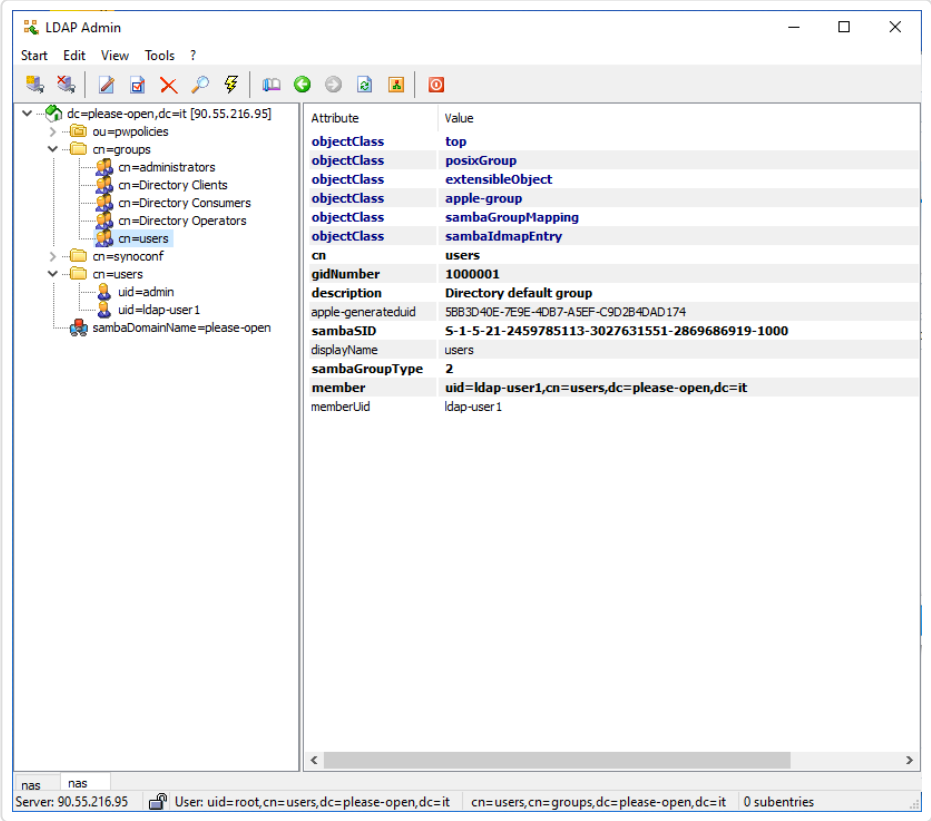 LDAP Admin
Start Edit View Tools ?
dc=please-open,dc=it [90.55.216.95]
ou=pwpolicies
cn=groups
cn=administrators
cn=Directory Clients
cn=Directory Consumers
cn=Directory Operators
cn=users
cn=synoconf
cn=users
uid=admin
uid=ldap-user1
sambaDomainName=please-open
Attribute Value
objectClass top
objectClass posixGroup
objectClass extensibleObject
objectClass apple-group
objectClass sambaGroupMapping
objectClass sambaIdmapEntry
cn users
gidNumber 1000001
description Directory default group
apple-generateduid 5BB3D40E-7E9E-4DB7-A5EF-C9D2B4DAD174
sambaSID S-1-5-21-2459785113-3027631551-2869686919-1000
displayName users
sambaGroupType 2
member uid=ldap-user1,cn=users,dc=please-open,dc=it
memberUid ldap-user1
nas nas
Server: 90.55.216.95 User: uid=root,cn=users,dc=please-open,dc=it cn=users,cn=groups,dc=please-open,dc=it 0 subentries